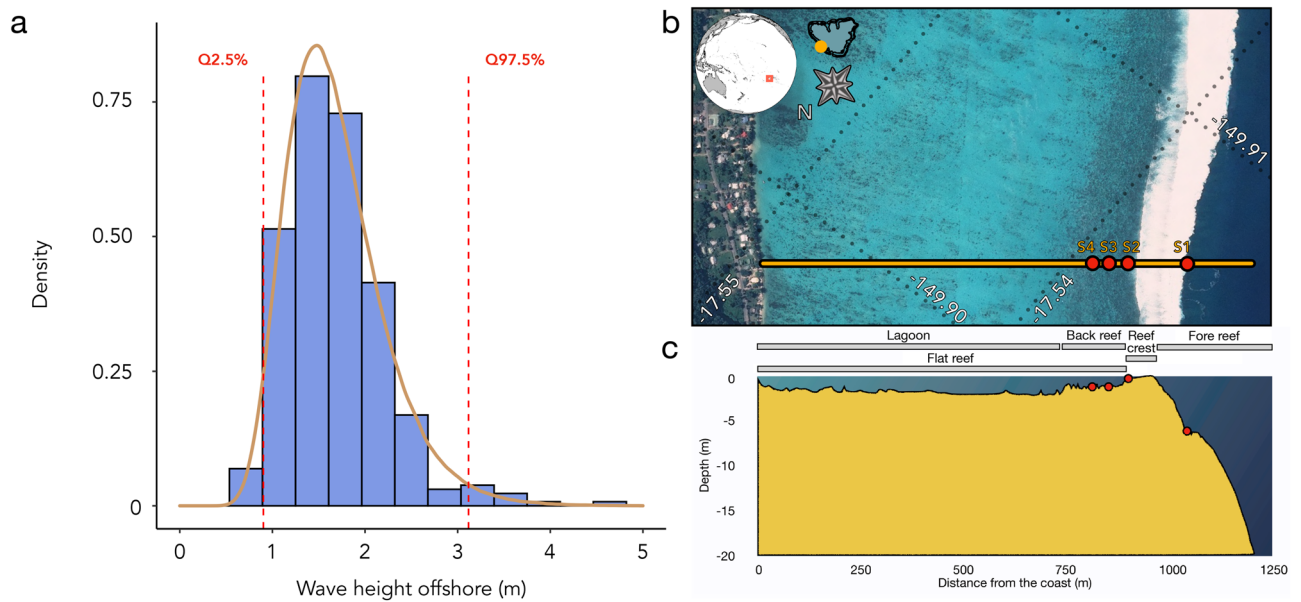 a
Q2.5%
Q97.5%
0.75
0.50
0.25
0
Density
0 1 2 3 4 5
Wave height offshore (m)
b
N
`149.91
S4 S3 S2 S1
-17.55
`149.90
-17.54
c
Lagoon Back reef Reef crest Fore reef
Flat reef
0
-5
-10
-15
-20
Depth (m)
0 250 500 750 1000 1250
Distance from the coast (m)